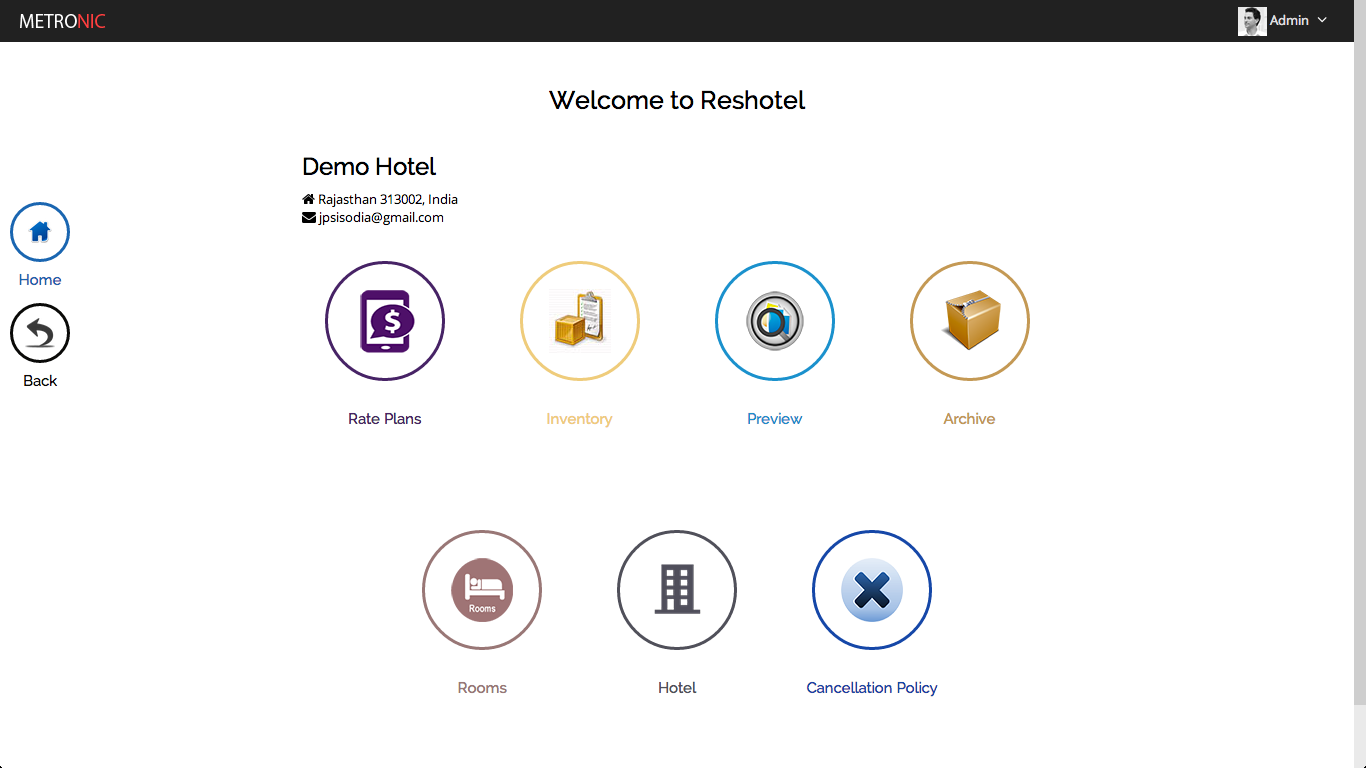 METRONIC
Admin
Welcome to Reshotel
Demo Hotel
Rajasthan 313002, India
jpsisodia@gmail.com
Home
Back
$
Rate Plans
Inventory
Preview
Archive
Rooms
Rooms
Hotel
Cancellation Policy